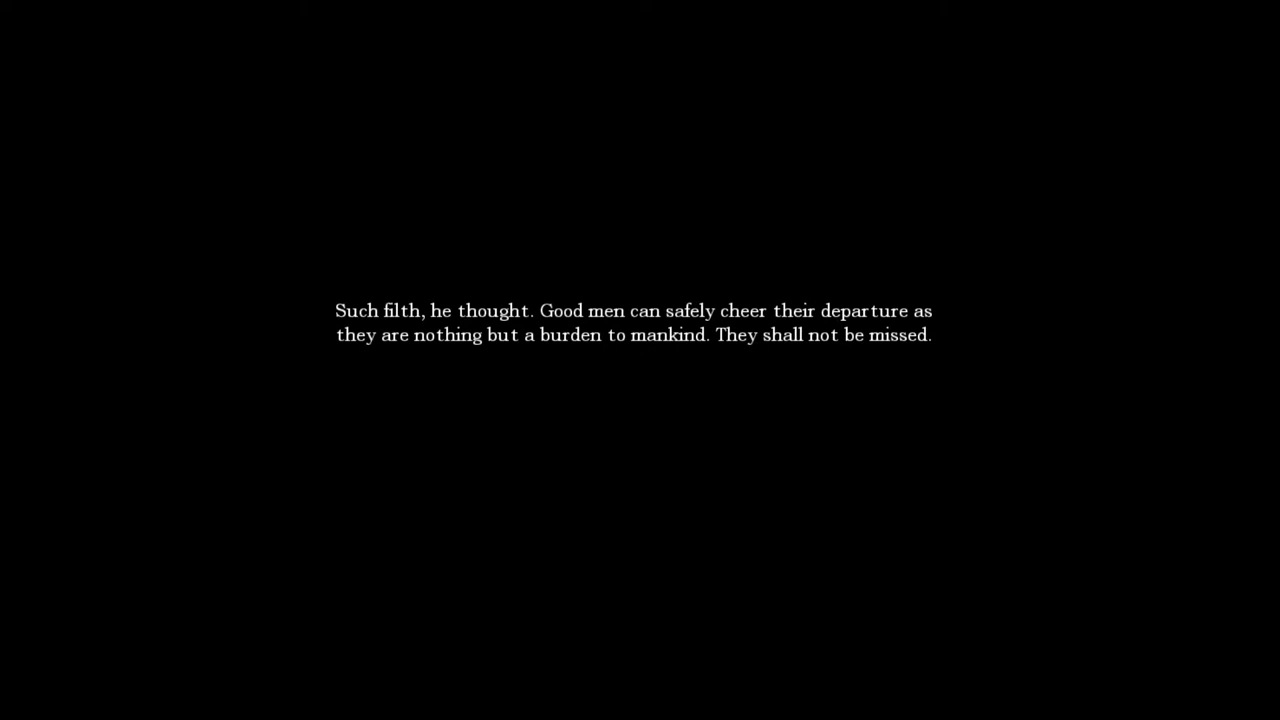 Such filth, he thought. Good men can safely cheer their departure as
they are nothing but a burden to mankind. They shall not be missed.